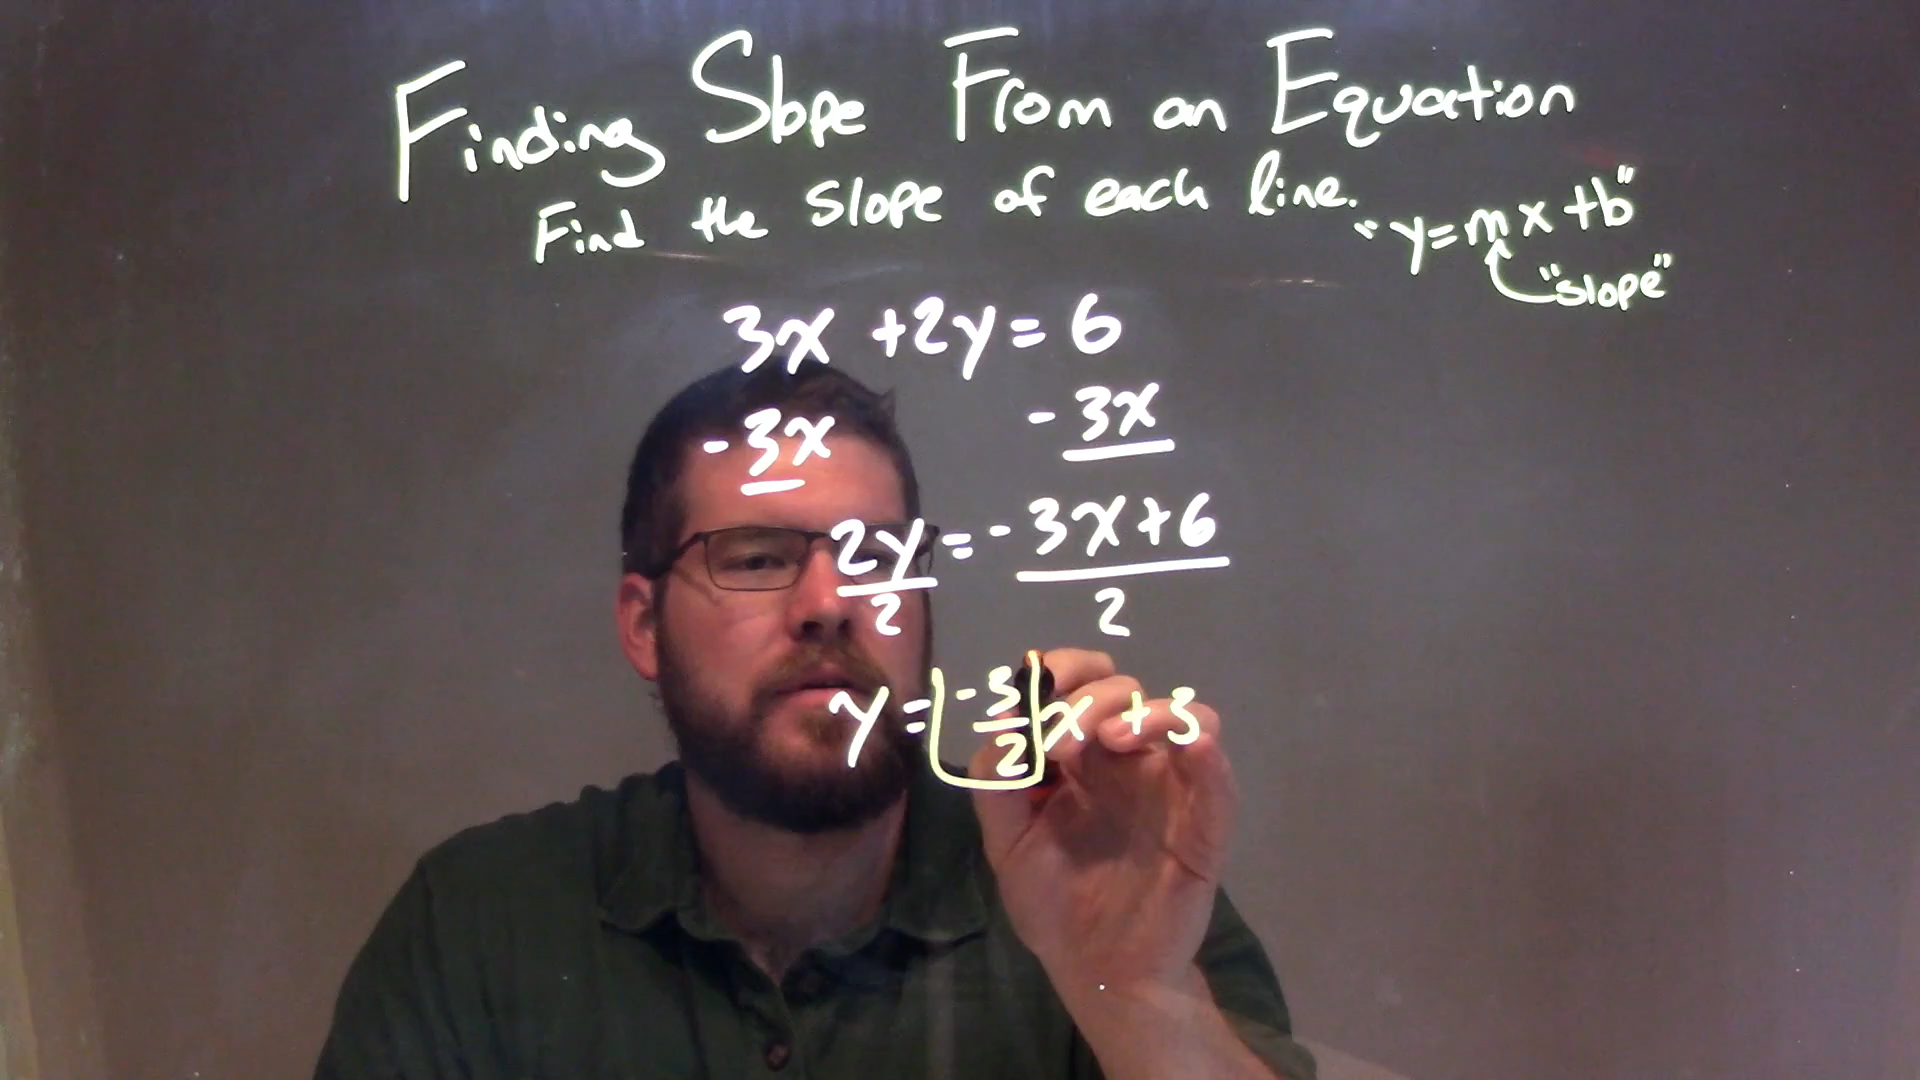 Finding Slope From an Equation
Find the slope of each line.
"y=mx+b"
"slope"
3x +2y = 6
-3x -3x
2y = -3x+6
2 2
y = -3/2 x + 3